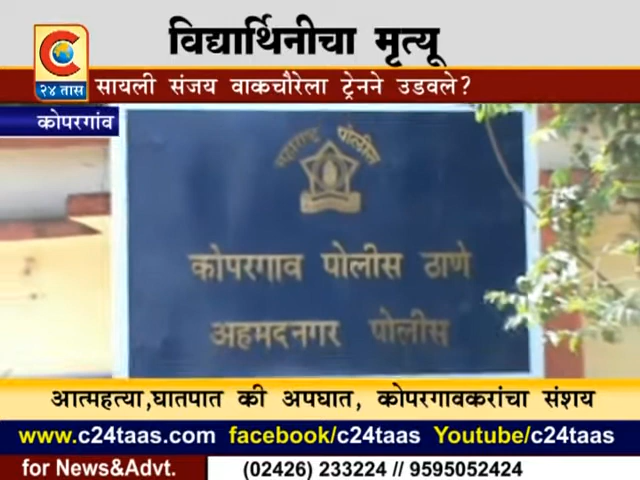 विद्यार्थिनीचा मृत्यू
C
२४ तास
सायली संजय वाकचौरेला ट्रेनने उडवले?
कोपरगांव
महाराष्ट्र पोलीस
कोपरगाव पोलीस ठाणे
अहमदनगर पोलीस
आत्महत्या,घातपात की अपघात, कोपरगावकरांचा संशय
www.c24taas.com facebook/c24taas Youtube/c24taas
for News&Advt. (02426) 233224 // 9595052424